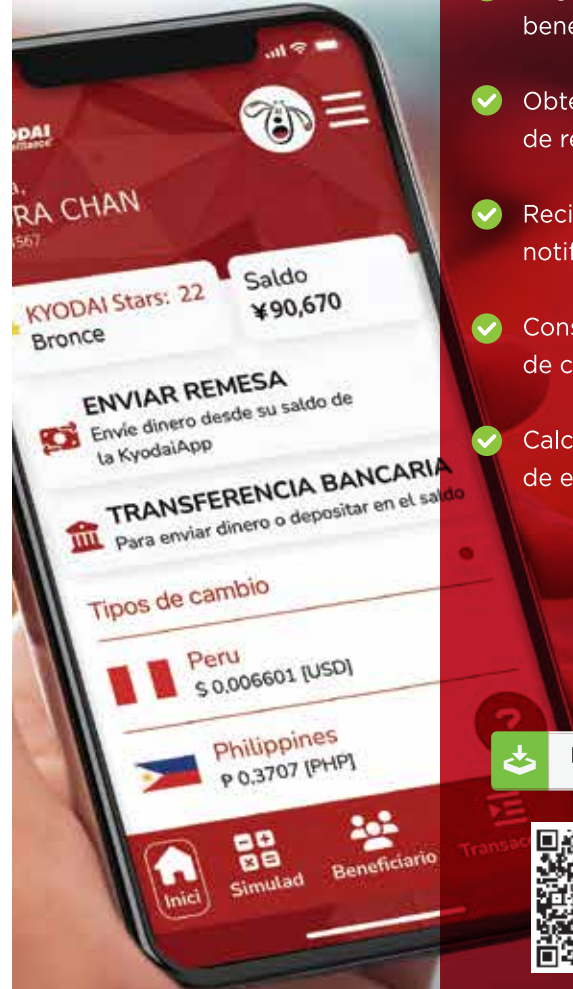 KYODAI Stars: 22
Bronce
Saldo
¥90,670
ENVIAR REMESA
Envíe dinero desde su saldo de
la KyodaiApp
TRANSFERENCIA BANCARIA
Para enviar dinero o depositar en el saldo
Tipos de cambio
Peru
$ 0,006601 [USD]
Philippines
₱ 0,3707 [PHP]
Inici
Simulad
Beneficiario
Transac
RA CHAN
4567
bene
Obte
de re
Reci
notif
Cons
de c
Calc
de e
?